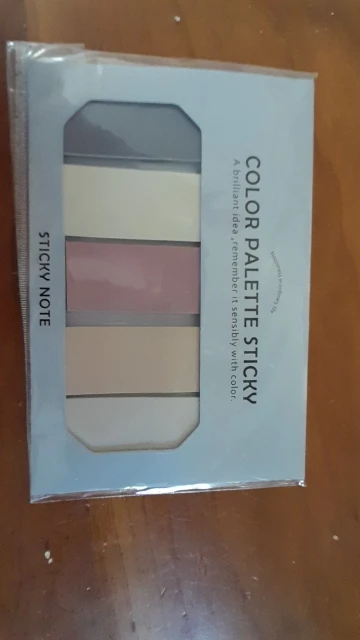 COLOR PALETTE STICKY
A brilliant idea ,remember it sensibly with color.
STICKY NOTE